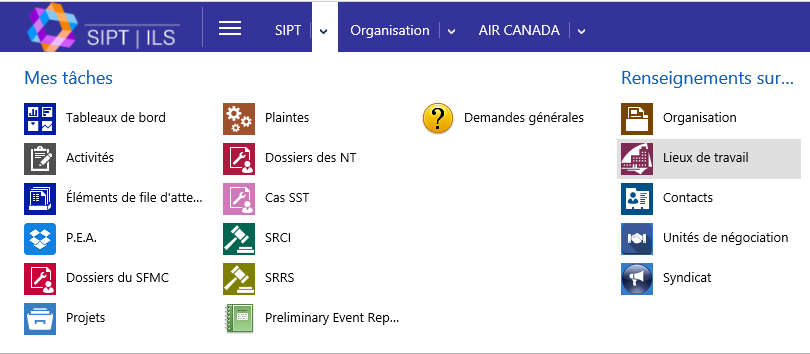 SIPT | ILS
SIPT
Organisation
AIR CANADA
Mes tâches
Tableaux de bord
Activités
Éléments de file d'atte...
P.E.A.
Dossiers du SFMC
Projets
Plaintes
Dossiers des NT
Cas SST
SRCI
SRRS
Preliminary Event Rep...
Demandes générales
Renseignements sur...
Organisation
Lieux de travail
Contacts
Unités de négociation
Syndicat